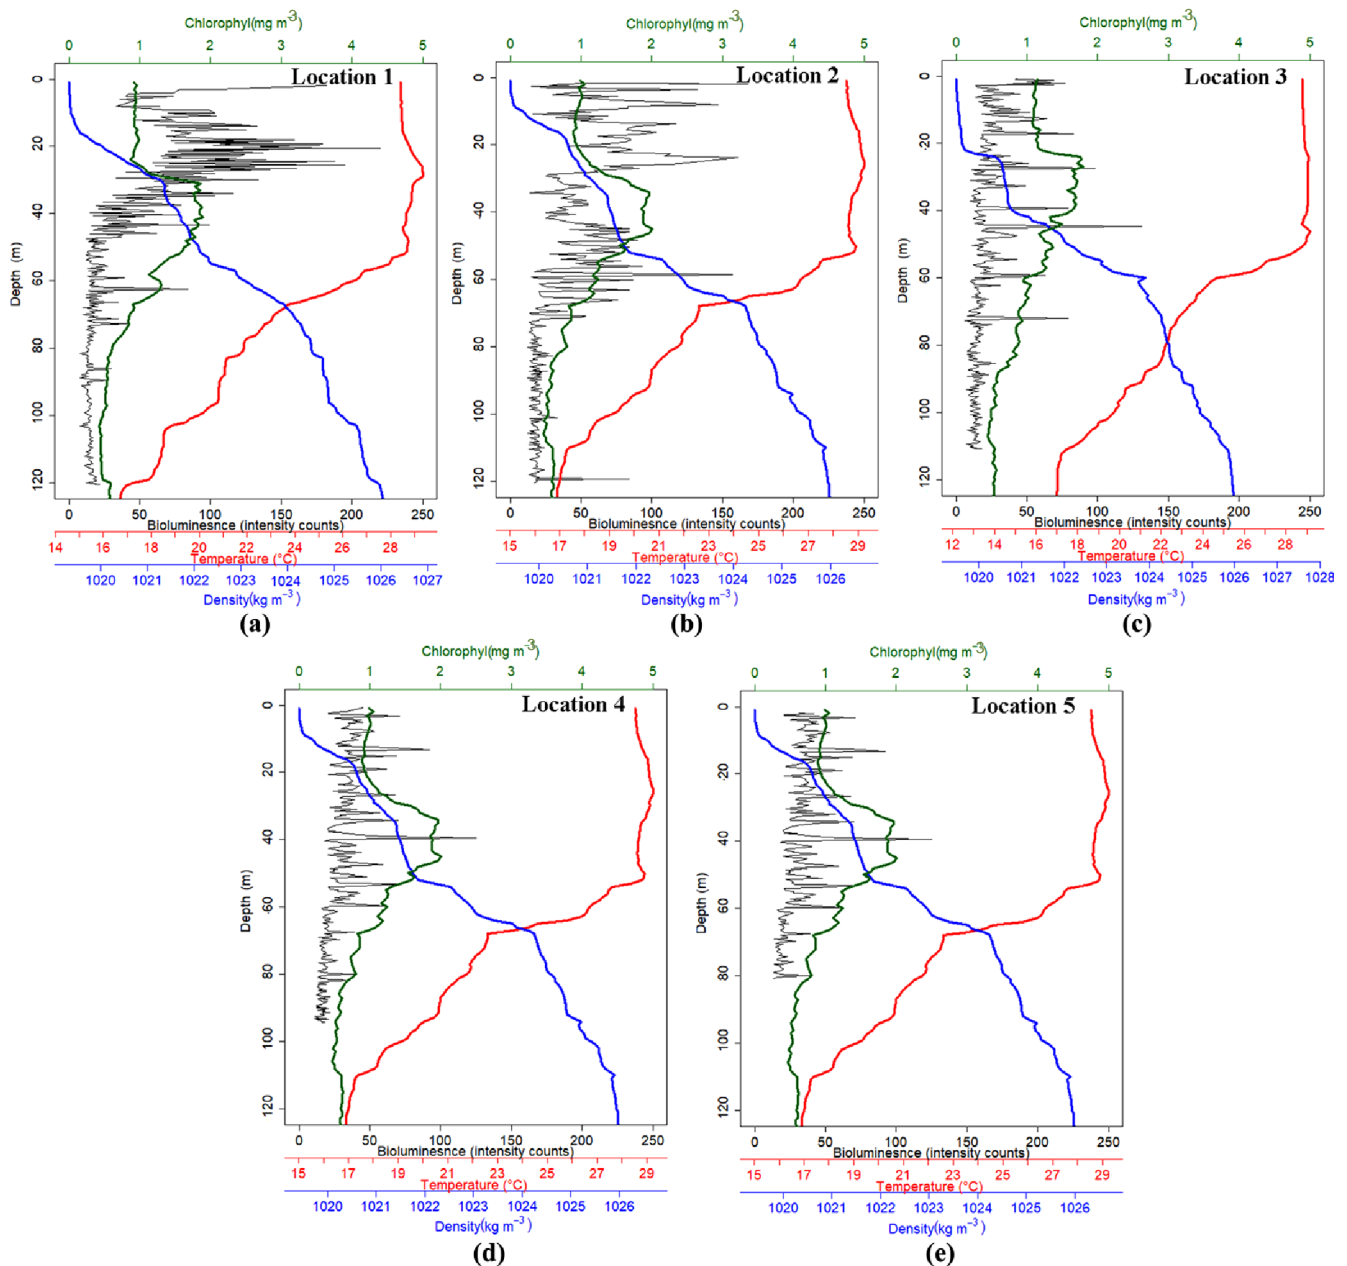 Chlorophyl(mg m⁻³)
0 1 2 3 4 5
Location 1
Depth (m)
0 20 40 60 80 100 120
0 50 100 150 200 250
Bioluminesnce (intensity counts)
14 16 18 20 22 24 26 28
Temperature (°C)
1020 1021 1022 1023 1024 1025 1026 1027
Density(kg m⁻³)
(a)
Chlorophyl(mg m⁻³)
0 1 2 3 4 5
Location 2
Depth (m)
0 20 40 60 80 100 120
0 50 100 150 200 250
Bioluminesnce (intensity counts)
15 17 18 20 21 23 24 26 27 29
Temperature (°C)
1020 1021 1022 1023 1024 1025 1026
Density(kg m⁻³)
(b)
Chlorophyl(mg m⁻³)
0 1 2 3 4 5
Location 3
Depth (m)
0 20 40 60 80 100 120
0 50 100 150 200 250
Bioluminesnce (intensity counts)
12 13 14 15 16 17 18 20 21 22 23 25 26 28
Temperature (°C)
1020 1021 1022 1023 1024 1025 1026 1027 1028
Density(kg m⁻³)
(c)
Chlorophyl(mg m⁻³)
0 1 2 3 4 5
Location 4
Depth (m)
0 20 40 60 80 100 120
0 50 100 150 200 250
Bioluminesnce (intensity counts)
15 17 18 19 21 23 25 27 29
Temperature (°C)
1020 1021 1022 1023 1024 1025 1026
Density(kg m⁻³)
(d)
Chlorophyl(mg m⁻³)
0 1 2 3 4 5
Location 5
Depth (m)
0 20 40 60 80 100 120
0 50 100 150 200 250
Bioluminesnce (intensity counts)
15 17 19 21 23 25 27 29
Temperature (°C)
1020 1021 1022 1023 1024 1025 1026
Density(kg m⁻³)
(e)